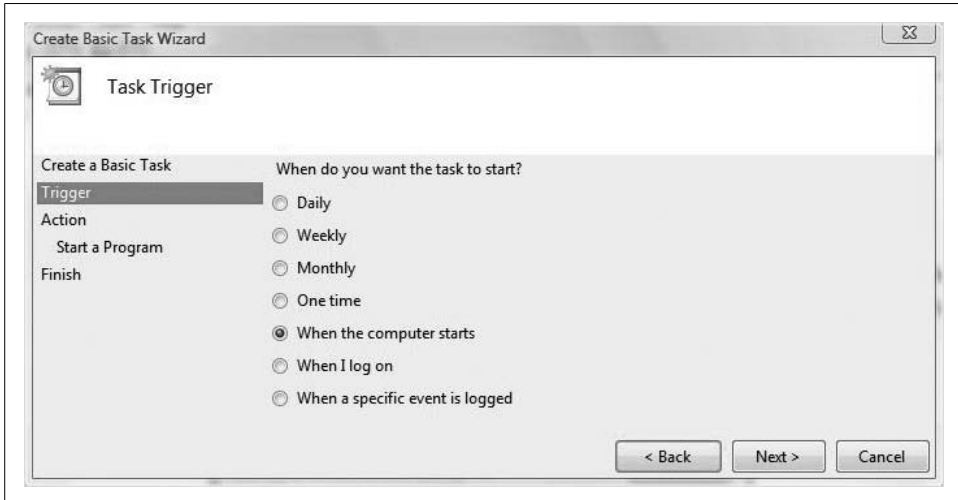 Create Basic Task Wizard
Task Trigger
Create a Basic Task
Trigger
Action
Start a Program
Finish
When do you want the task to start?
Daily
Weekly
Monthly
One time
When the computer starts
When I log on
When a specific event is logged
< Back
Next >
Cancel